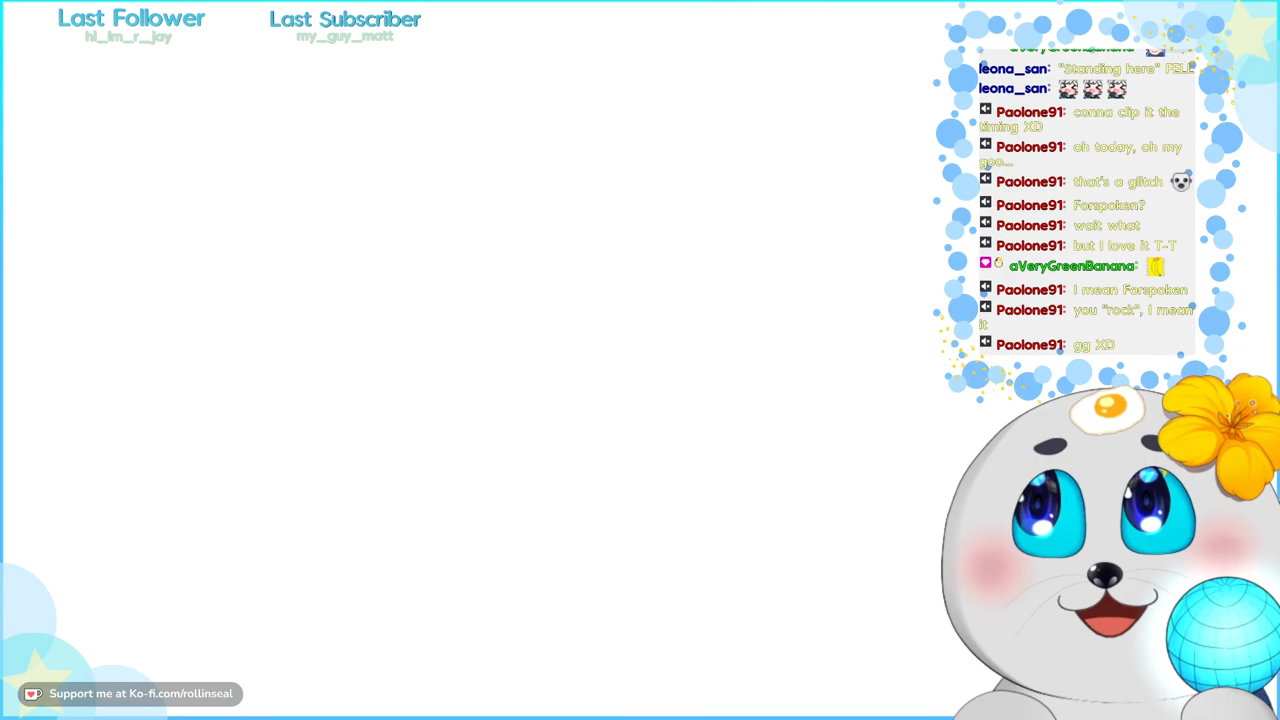 Last Follower
hi_im_r_jay
Last Subscriber
my_guy_matt
aVeryGreenBanana
leona_san: "Standing here" FELL
leona_san:
Paolone91: conna clip it the
timing XD
Paolone91: oh today, oh my
goo...
Paolone91: that's a glitch
Paolone91: Forspoken?
Paolone91: wait what
Paolone91: but I love it T-T
aVeryGreenBanana:
Paolone91: I mean Forspoken
Paolone91: you "rock", I mean
it
Paolone91: gg XD
Support me at Ko-fi.com/rollinseal